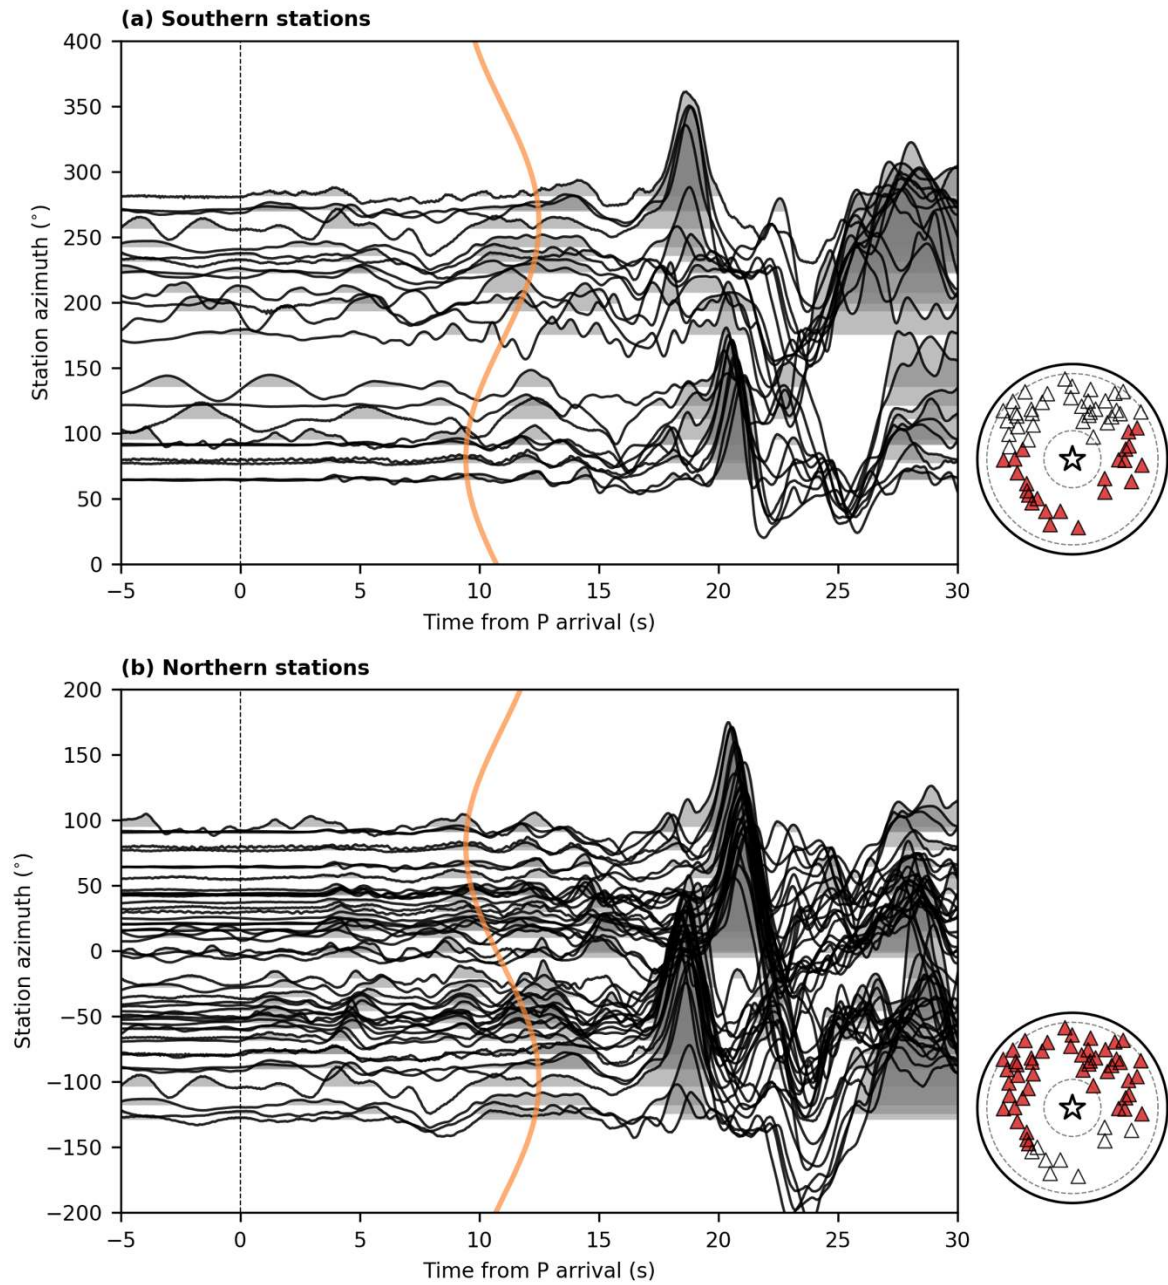 (a) Southern stations
400
350
300
250
200
150
100
50
0
Station azimuth (°)
-5 0 5 10 15 20 25 30
Time from P arrival (s)
(b) Northern stations
200
150
100
50
0
−50
−100
−150
−200
Station azimuth (°)
-5 0 5 10 15 20 25 30
Time from P arrival (s)